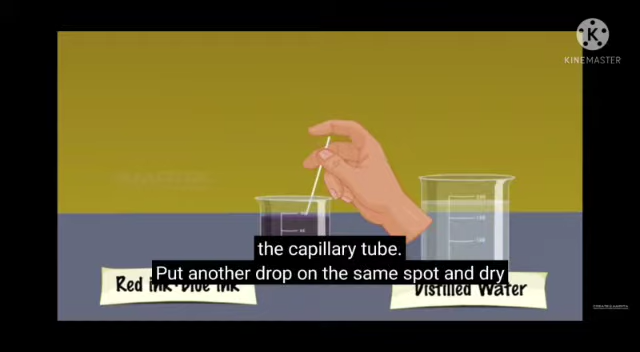 KINEMASTER
the capillary tube.
Put another drop on the same spot and dry
Red ink+Blue ink
Distilled Water